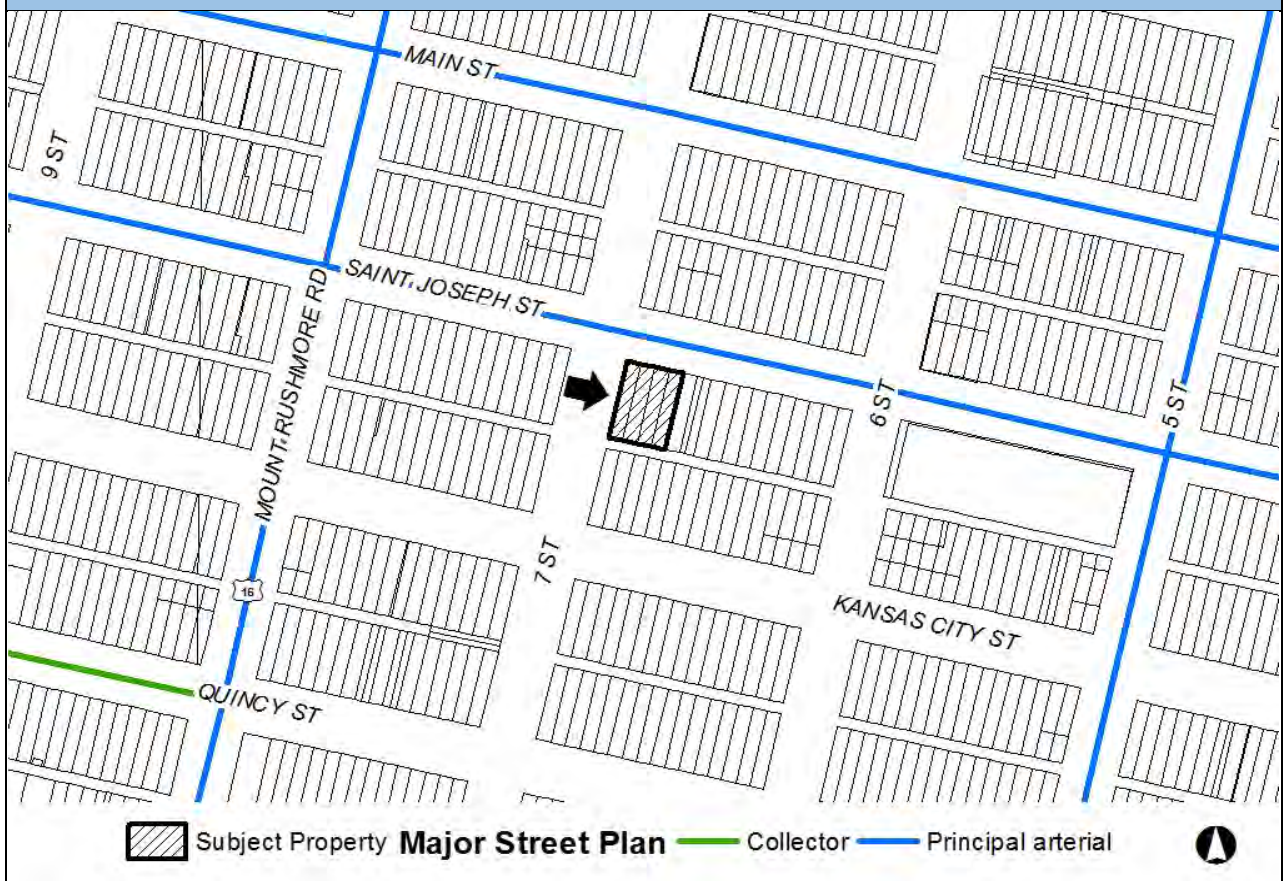 MAIN ST
9 ST
SAINT JOSEPH ST
MOUNT RUSHMORE RD
6 ST
5 ST
7 ST
16
KANSAS CITY ST
QUINCY ST
Subject Property Major Street Plan Collector Principal arterial